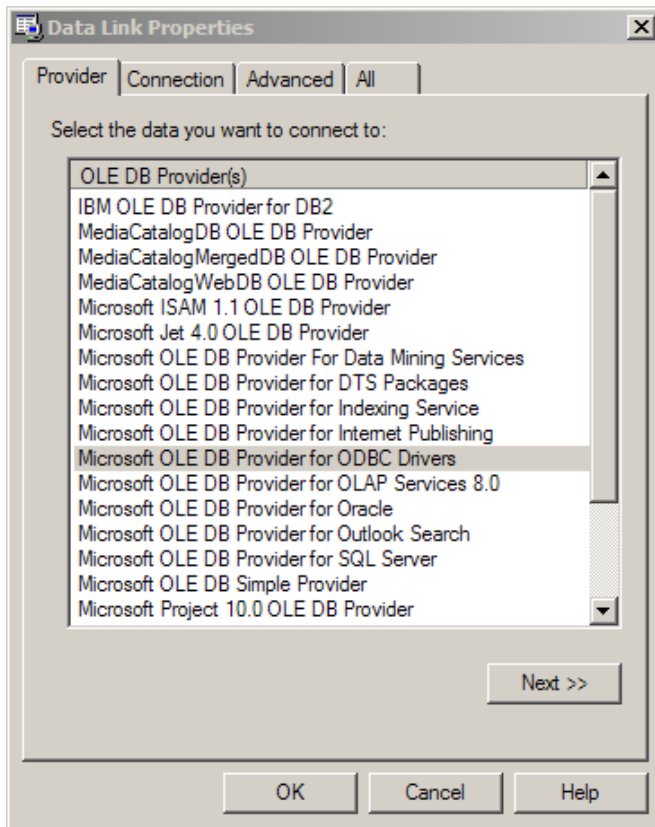 Data Link Properties
Provider Connection Advanced All
Select the data you want to connect to:
OLE DB Provider(s)
IBM OLE DB Provider for DB2
MediaCatalogDB OLE DB Provider
MediaCatalogMergedDB OLE DB Provider
MediaCatalogWebDB OLE DB Provider
Microsoft ISAM 1.1 OLE DB Provider
Microsoft Jet 4.0 OLE DB Provider
Microsoft OLE DB Provider For Data Mining Services
Microsoft OLE DB Provider for DTS Packages
Microsoft OLE DB Provider for Indexing Service
Microsoft OLE DB Provider for Internet Publishing
Microsoft OLE DB Provider for ODBC Drivers
Microsoft OLE DB Provider for OLAP Services 8.0
Microsoft OLE DB Provider for Oracle
Microsoft OLE DB Provider for Outlook Search
Microsoft OLE DB Provider for SQL Server
Microsoft OLE DB Simple Provider
Microsoft Project 10.0 OLE DB Provider
Next >>
OK Cancel Help